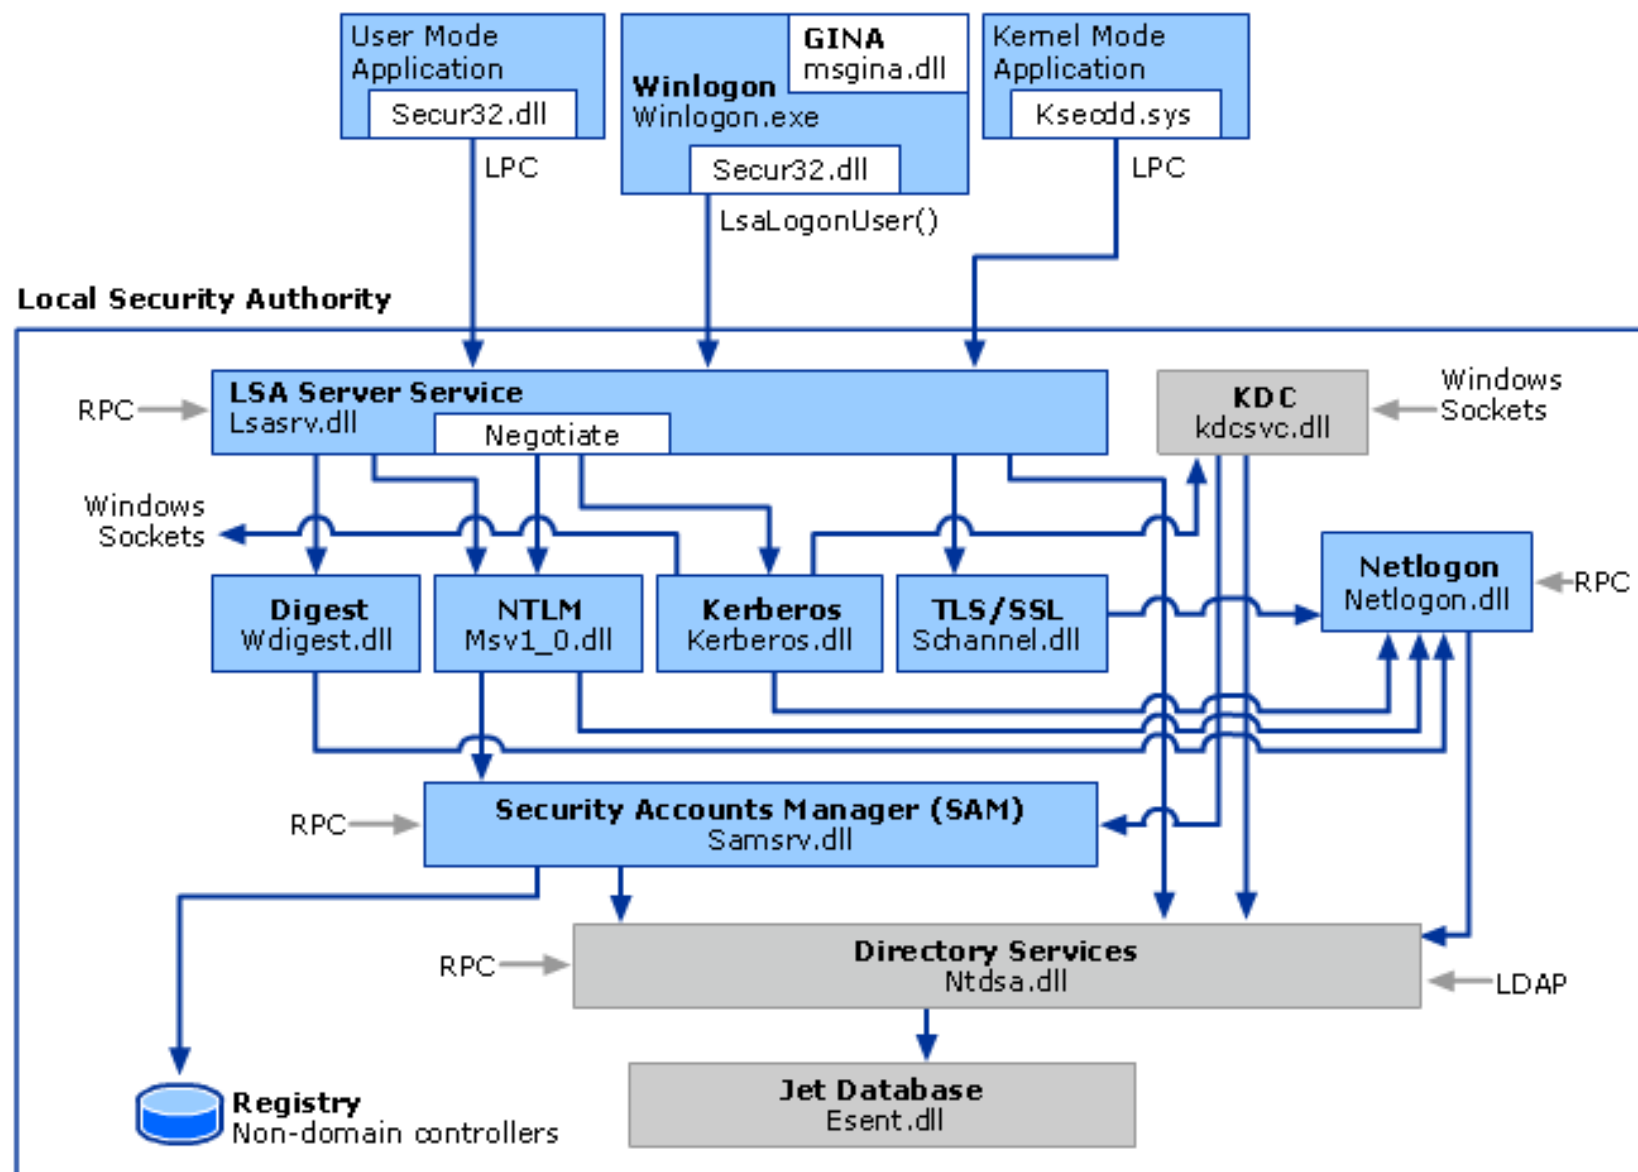 User Mode
Application
Secur32.dll
LPC
GINA
msgina.dll
Winlogon
Winlogon.exe
Secur32.dll
LsaLogonUser()
Kernel Mode
Application
Ksecdd.sys
LPC
Local Security Authority
RPC
LSA Server Service
Lsasrv.dll
Negotiate
KDC
kdcsvc.dll
Windows
Sockets
Windows
Sockets
Digest
Wdigest.dll
NTLM
Msv1_0.dll
Kerberos
Kerberos.dll
TLS/SSL
Schannel.dll
Netlogon
Netlogon.dll
RPC
RPC
Security Accounts Manager (SAM)
Samsrv.dll
RPC
Directory Services
Ntdsa.dll
LDAP
Registry
Non-domain controllers
Jet Database
Esent.dll